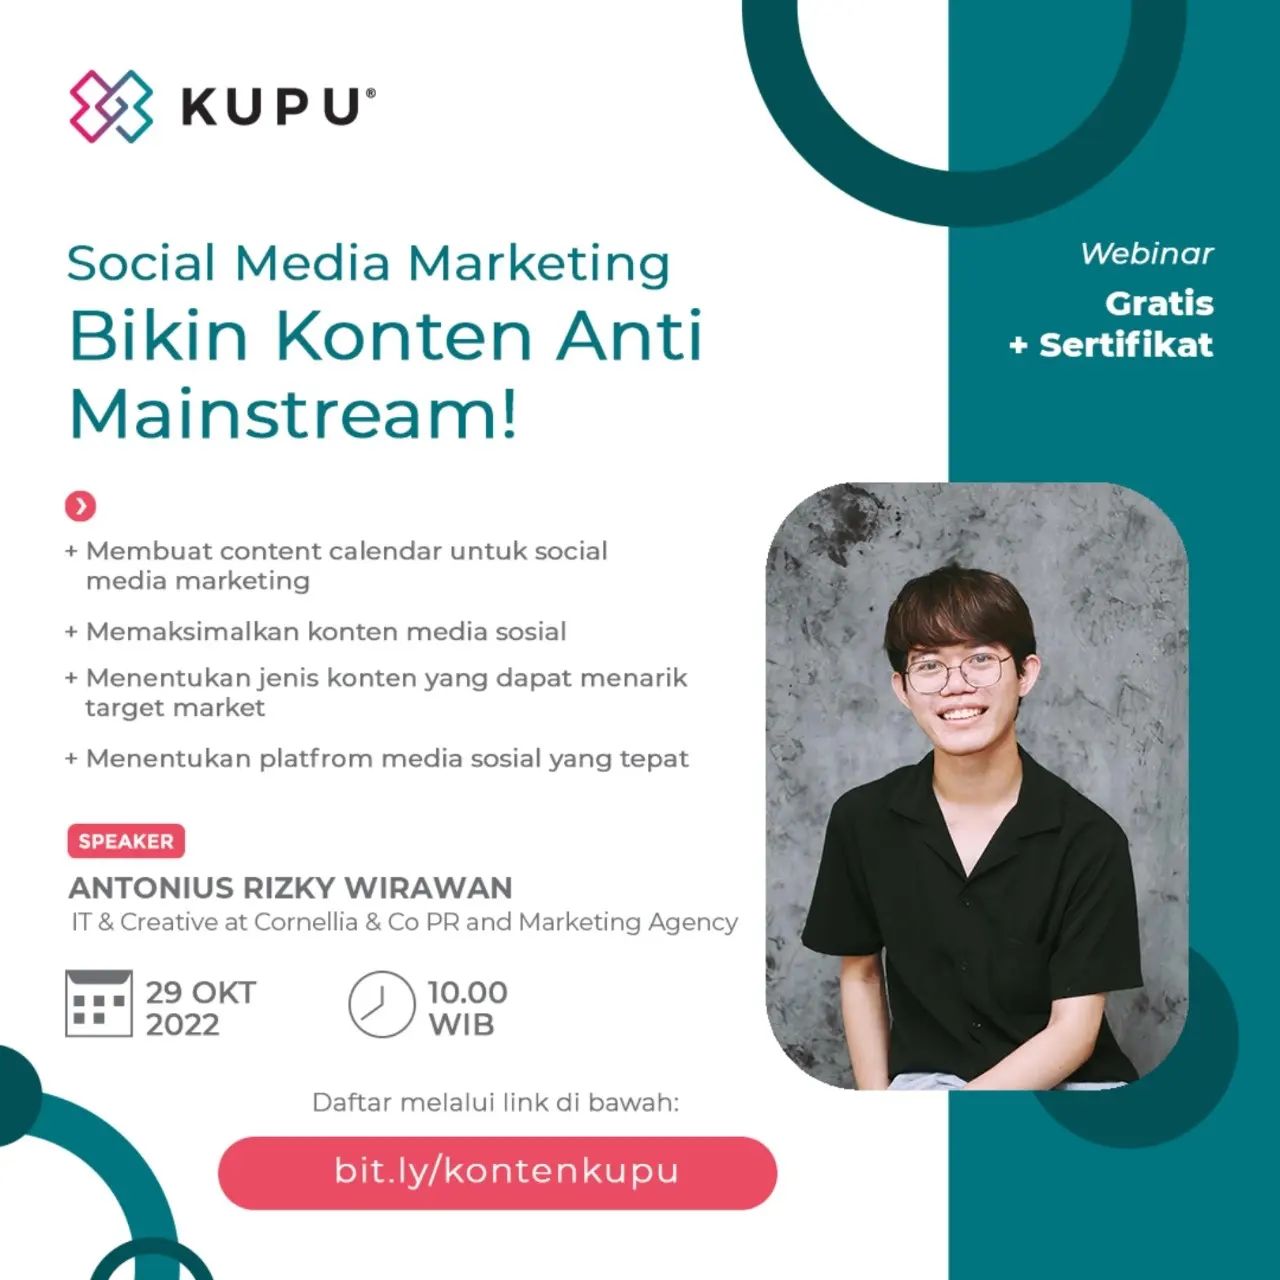 KUPU®
Social Media Marketing
Bikin Konten Anti
Mainstream!
Webinar
Gratis
+ Sertifikat
+ Membuat content calendar untuk social
media marketing
+ Memaksimalkan konten media sosial
+ Menentukan jenis konten yang dapat menarik
target market
+ Menentukan platfrom media sosial yang tepat
SPEAKER
ANTONIUS RIZKY WIRAWAN
IT & Creative at Cornellia & Co PR and Marketing Agency
29 OKT
2022
10.00
WIB
Daftar melalui link di bawah:
bit.ly/kontenkupu